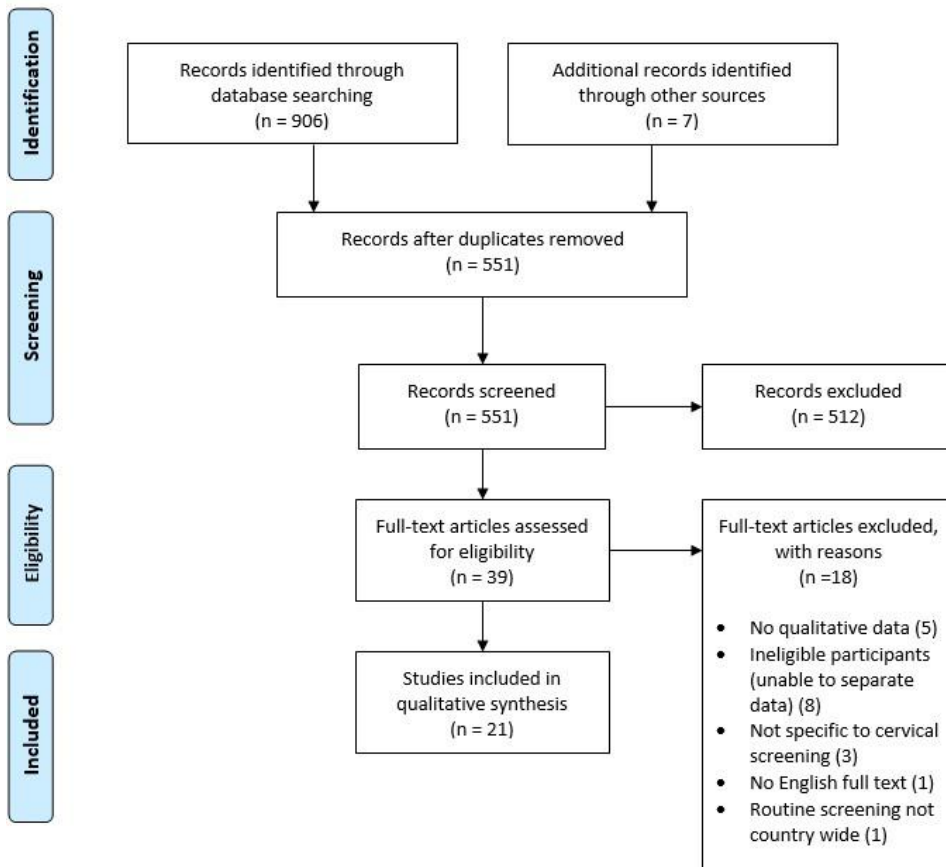 Identification
Records identified through
database searching
(n = 906)
Additional records identified
through other sources
(n = 7)
Screening
Records after duplicates removed
(n = 551)
Records screened
(n = 551)
Records excluded
(n = 512)
Eligibility
Full-text articles assessed
for eligibility
(n = 39)
Full-text articles excluded,
with reasons
(n =18)
• No qualitative data (5)
• Ineligible participants
(unable to separate
data) (8)
• Not specific to cervical
screening (3)
• No English full text (1)
• Routine screening not
country wide (1)
Included
Studies included in
qualitative synthesis
(n = 21)